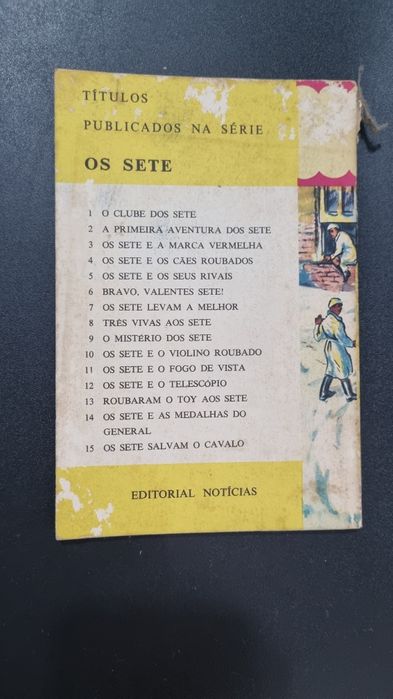 TÍTULOS
PUBLICADOS NA SÉRIE
OS SETE
1 O CLUBE DOS SETE
2 A PRIMEIRA AVENTURA DOS SETE
3 OS SETE E A MARCA VERMELHA
4 OS SETE E OS CÃES ROUBADOS
5 OS SETE E OS SEUS RIVAIS
6 BRAVO, VALENTES SETE!
7 OS SETE LEVAM A MELHOR
8 TRÊS VIVAS AOS SETE
9 O MISTÉRIO DOS SETE
10 OS SETE E O VIOLINO ROUBADO
11 OS SETE E O FOGO DE VISTA
12 OS SETE E O TELESCÓPIO
13 ROUBARAM O TOY AOS SETE
14 OS SETE E AS MEDALHAS DO
GENERAL
15 OS SETE SALVAM O CAVALO
EDITORIAL NOTÍCIAS